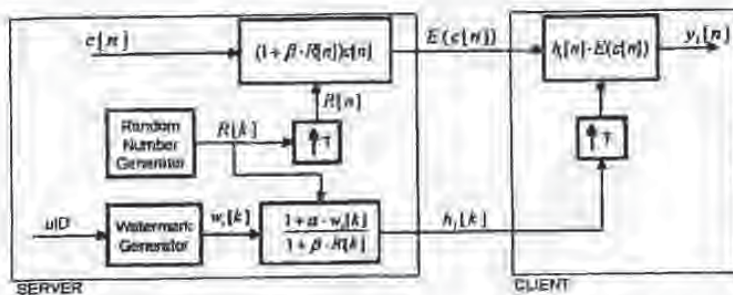 c[n]
(1 + β · R[n])c[n]
E(c[n])
h_i[n] · E(c[n])
y_i[n]
R[n]
Random
Number
Generator
R[k]
T
T
uID
Watermark
Generator
w_i[k]
1 + α · w_i[k]
1 + β · R[k]
h_i[k]
SERVER
CLIENT